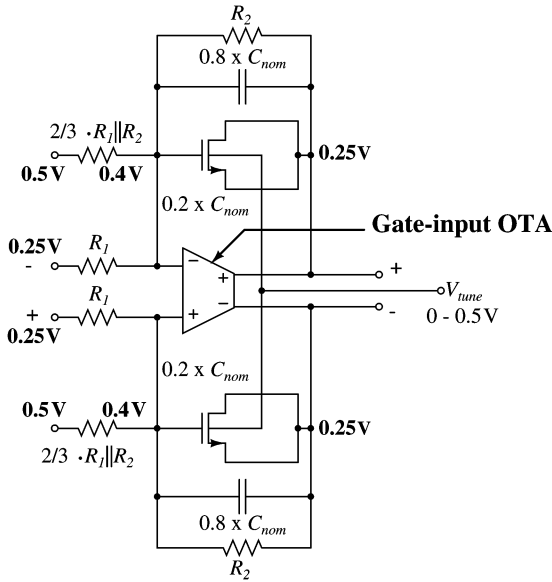 R2
0.8 x Cnom
2/3 ·R1||R2
0.5V 0.4V
0.25V
0.2 x Cnom
Gate-input OTA
0.25V
-
R1
−
+
+
R1
+
0.25V
+
−
-
Vtune
0 - 0.5V
0.2 x Cnom
0.5V 0.4V
0.25V
2/3 ·R1||R2
0.8 x Cnom
R2